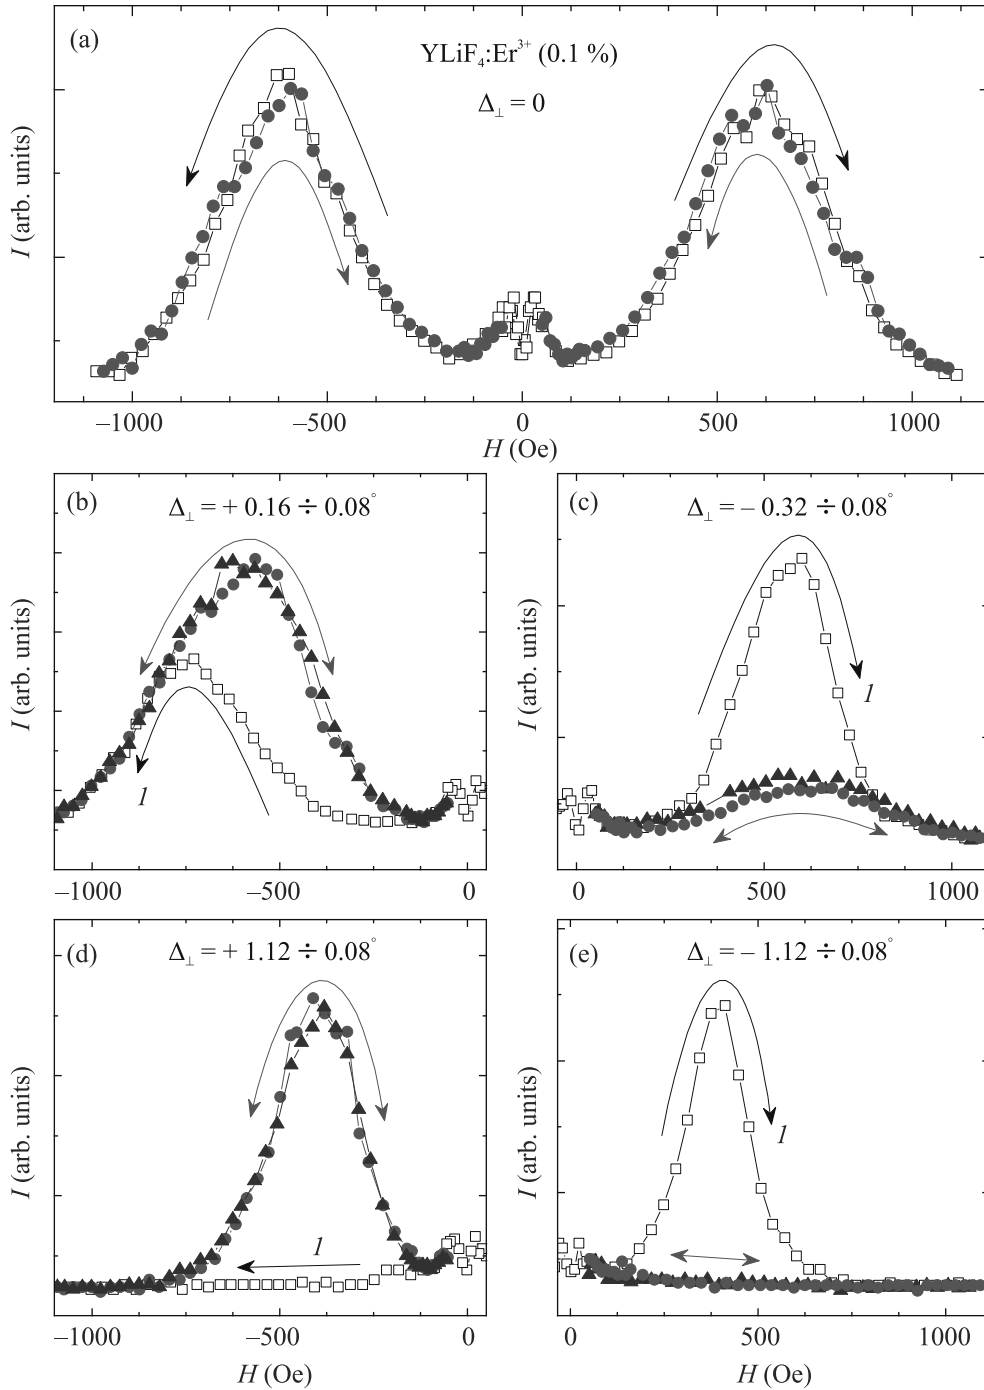 (a)
YLiF₄:Er³⁺ (0.1 %)
Δ⊥ = 0
I (arb. units)
–1000 –500 0 500 1000
H (Oe)
(b) Δ⊥ = + 0.16 ÷ 0.08°
I (arb. units)
1
–1000 –500 0
(c) Δ⊥ = – 0.32 ÷ 0.08°
I (arb. units)
1
0 500 1000
(d) Δ⊥ = + 1.12 ÷ 0.08°
I (arb. units)
1
–1000 –500 0
H (Oe)
(e) Δ⊥ = – 1.12 ÷ 0.08°
I (arb. units)
1
0 500 1000
H (Oe)